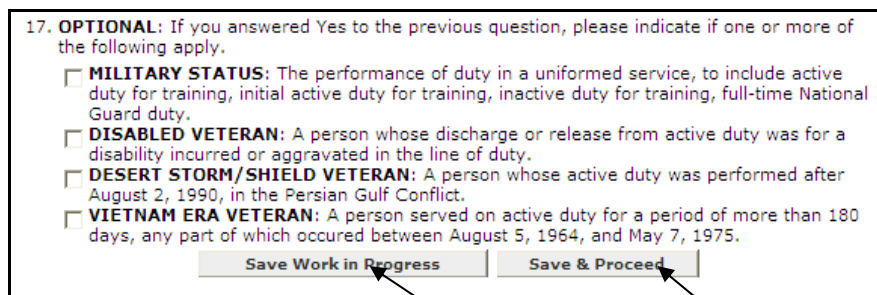 17. OPTIONAL: If you answered Yes to the previous question, please indicate if one or more of
the following apply.
MILITARY STATUS: The performance of duty in a uniformed service, to include active
duty for training, initial active duty for training, inactive duty for training, full-time National
Guard duty.
DISABLED VETERAN: A person whose discharge or release from active duty was for a
disability incurred or aggravated in the line of duty.
DESERT STORM/SHIELD VETERAN: A person whose active duty was performed after
August 2, 1990, in the Persian Gulf Conflict.
VIETNAM ERA VETERAN: A person served on active duty for a period of more than 180
days, any part of which occured between August 5, 1964, and May 7, 1975.
Save Work in Progress Save & Proceed